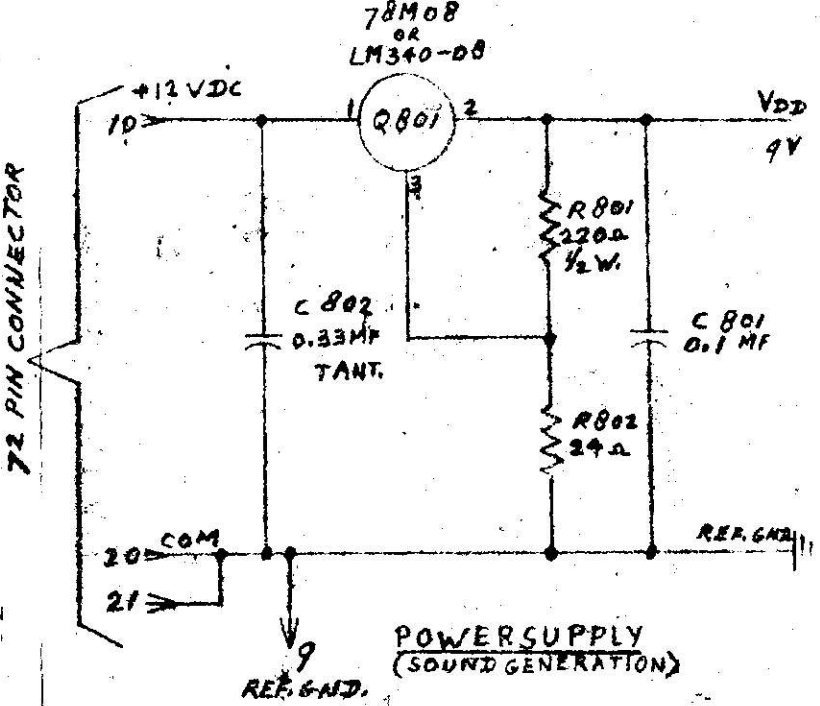 78M08
OR
LM340-08
+12 VDC
10
1
Q801
2
3
VDD
9V
R801
220Ω
1/2 W.
C 802
0.33MF
TANT.
C 801
0.1 MF
R802
24Ω
72 PIN CONNECTOR
20
COM
21
REF. GND
9
REF. GND.
POWER SUPPLY
(SOUND GENERATION)